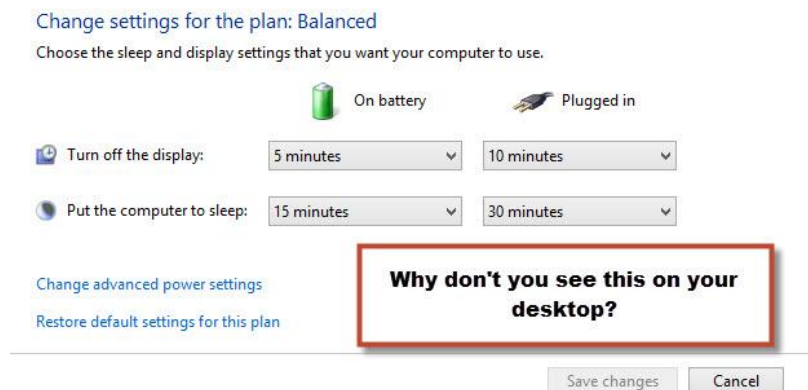 Change settings for the plan: Balanced
Choose the sleep and display settings that you want your computer to use.
On battery Plugged in
Turn off the display: 5 minutes 10 minutes
Put the computer to sleep: 15 minutes 30 minutes
Change advanced power settings
Restore default settings for this plan
Why don't you see this on your
desktop?
Save changes Cancel